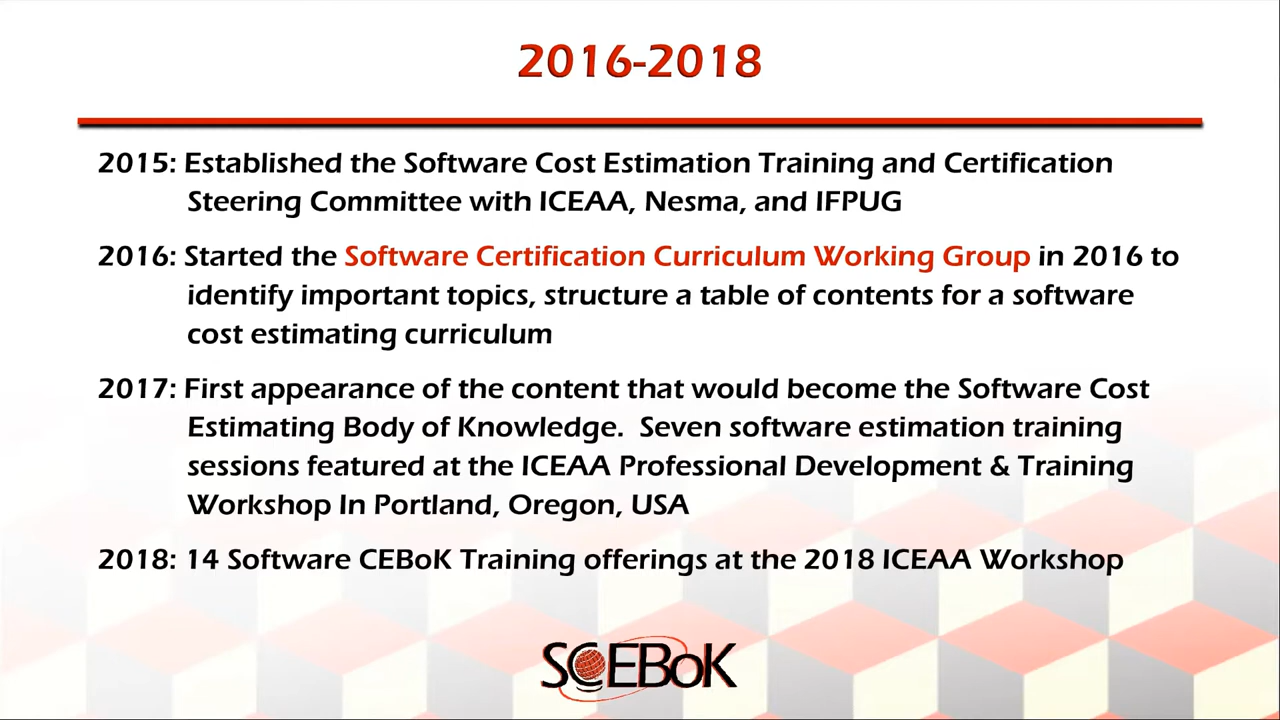 2016-2018
2015: Established the Software Cost Estimation Training and Certification
Steering Committee with ICEAA, Nesma, and IFPUG
2016: Started the Software Certification Curriculum Working Group in 2016 to
identify important topics, structure a table of contents for a software
cost estimating curriculum
2017: First appearance of the content that would become the Software Cost
Estimating Body of Knowledge.  Seven software estimation training
sessions featured at the ICEAA Professional Development & Training
Workshop In Portland, Oregon, USA
2018: 14 Software CEBoK Training offerings at the 2018 ICEAA Workshop
SCEBoK